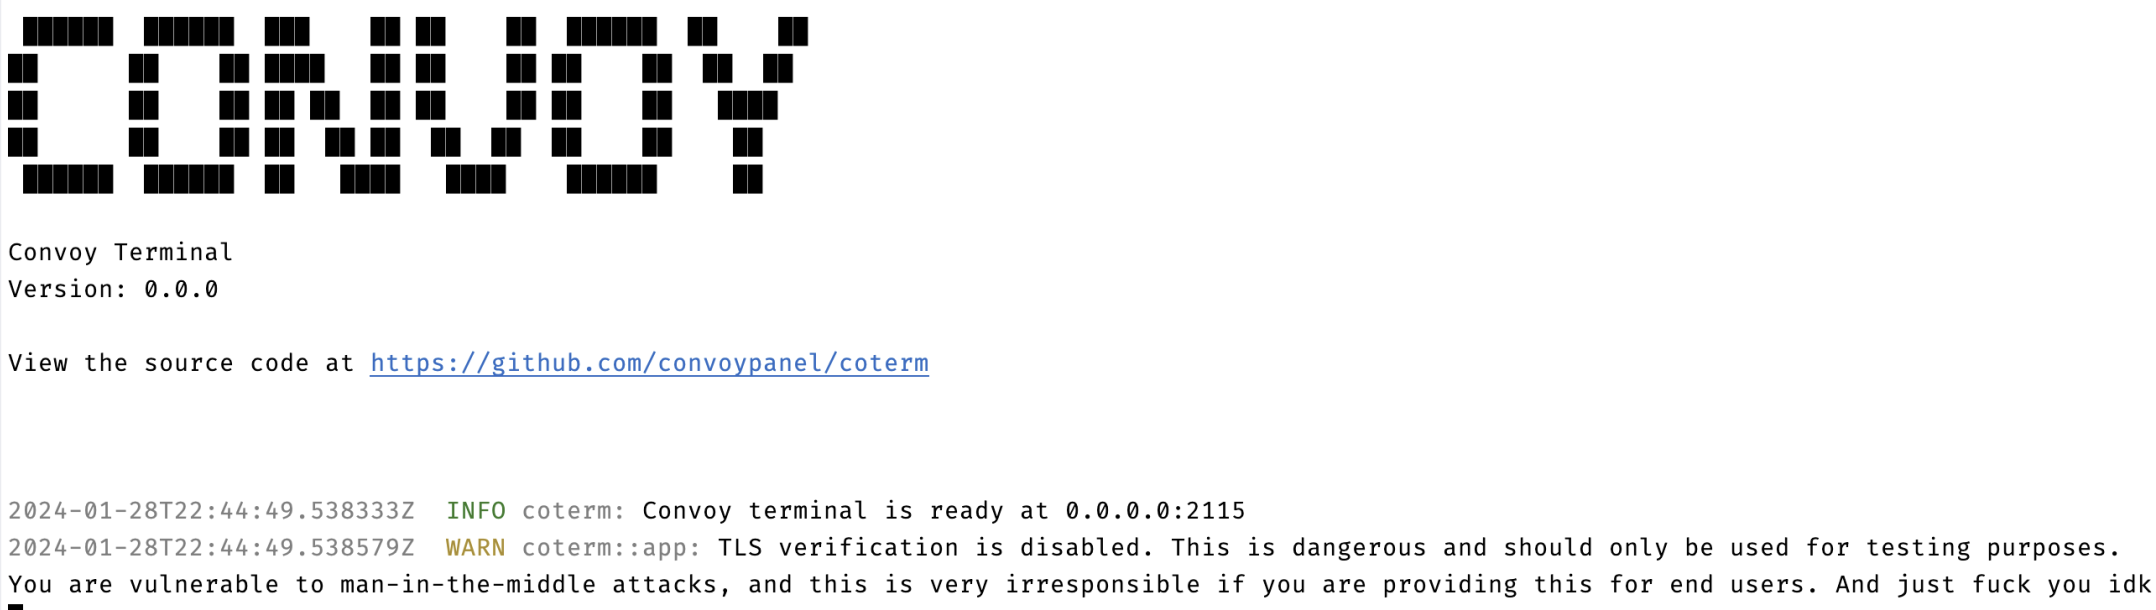 CONVOY
Convoy Terminal
Version: 0.0.0
View the source code at https://github.com/convoypanel/coterm
2024-01-28T22:44:49.538333Z  INFO coterm: Convoy terminal is ready at 0.0.0.0:2115
2024-01-28T22:44:49.538579Z  WARN coterm::app: TLS verification is disabled. This is dangerous and should only be used for testing purposes.
You are vulnerable to man-in-the-middle attacks, and this is very irresponsible if you are providing this for end users. And just fuck you idk